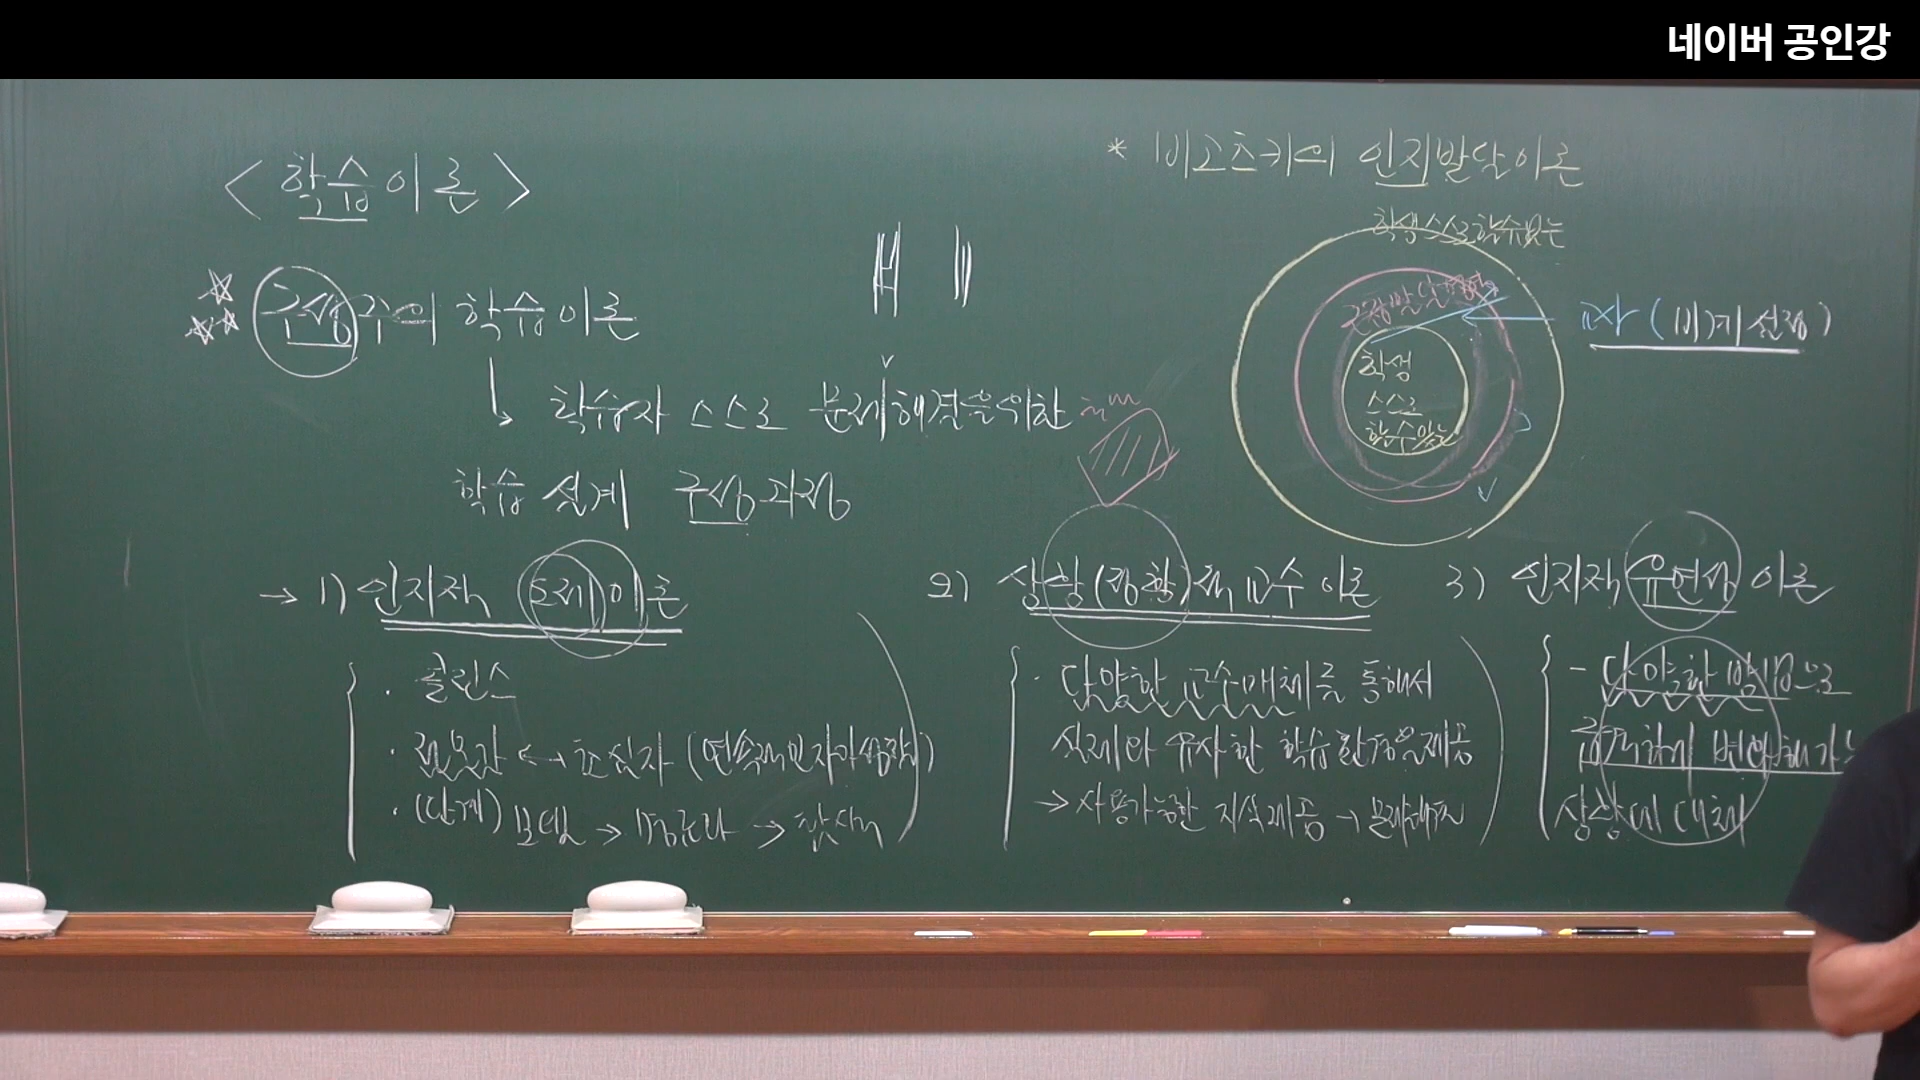 네이버 공인강
<학습이론>
구성주의 학습이론
학습자 스스로 문제해결을위한
학습 설계 구성과정
→ 1) 인지적 도제이론
· 콜린스
· 전문가 ↔ 초심자 (
· (단계) 모델 → → 
* 비고츠키의 인지발달이론
학생스스로할수없는
근접발달영역
학생
스스로
할수있는
교사 (비계설정)
2) 상황(정황)적 교수 이론
· 다양한 교수매체를 통해서
실제와 유사한 학습환경을제공
→ 사용가능한 지식제공 → 문제해결
3) 인지적 유연성 이론
- 다양한 방법으로
상황에 대처